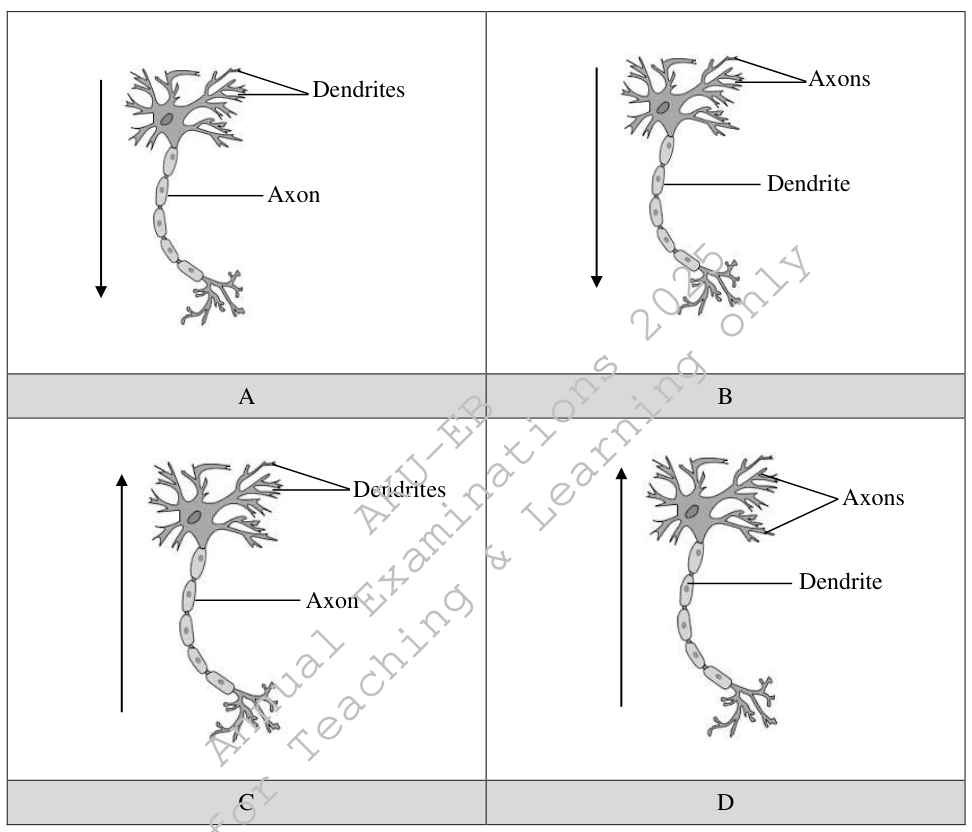 Dendrites
Axon
Axons
Dendrite
A
B
Dendrites
Axon
Axons
Dendrite
C
D
AKU-EB
Annual Examinations 2025
for Teaching & Learning only